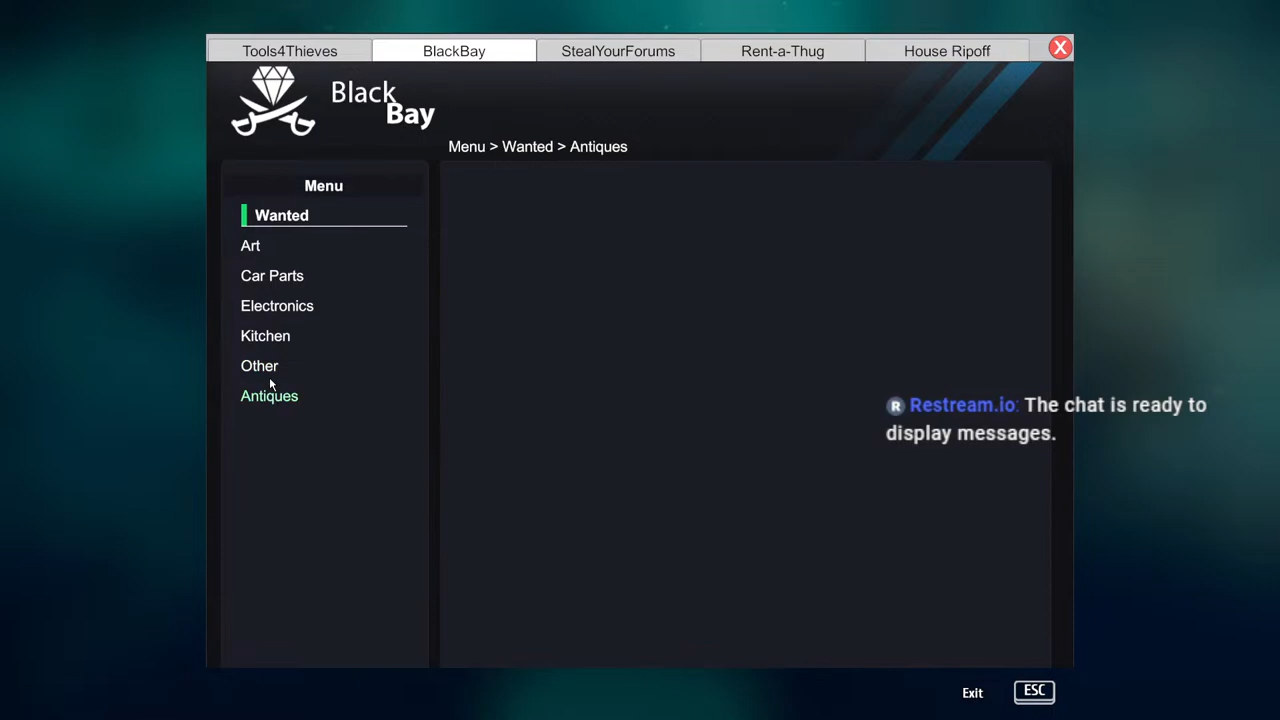 Tools4Thieves
BlackBay
StealYourForums
Rent-a-Thug
House Ripoff
X
Black
Bay
Menu > Wanted > Antiques
Menu
Wanted
Art
Car Parts
Electronics
Kitchen
Other
Antiques
R Restream.io: The chat is ready to
display messages.
Exit ESC